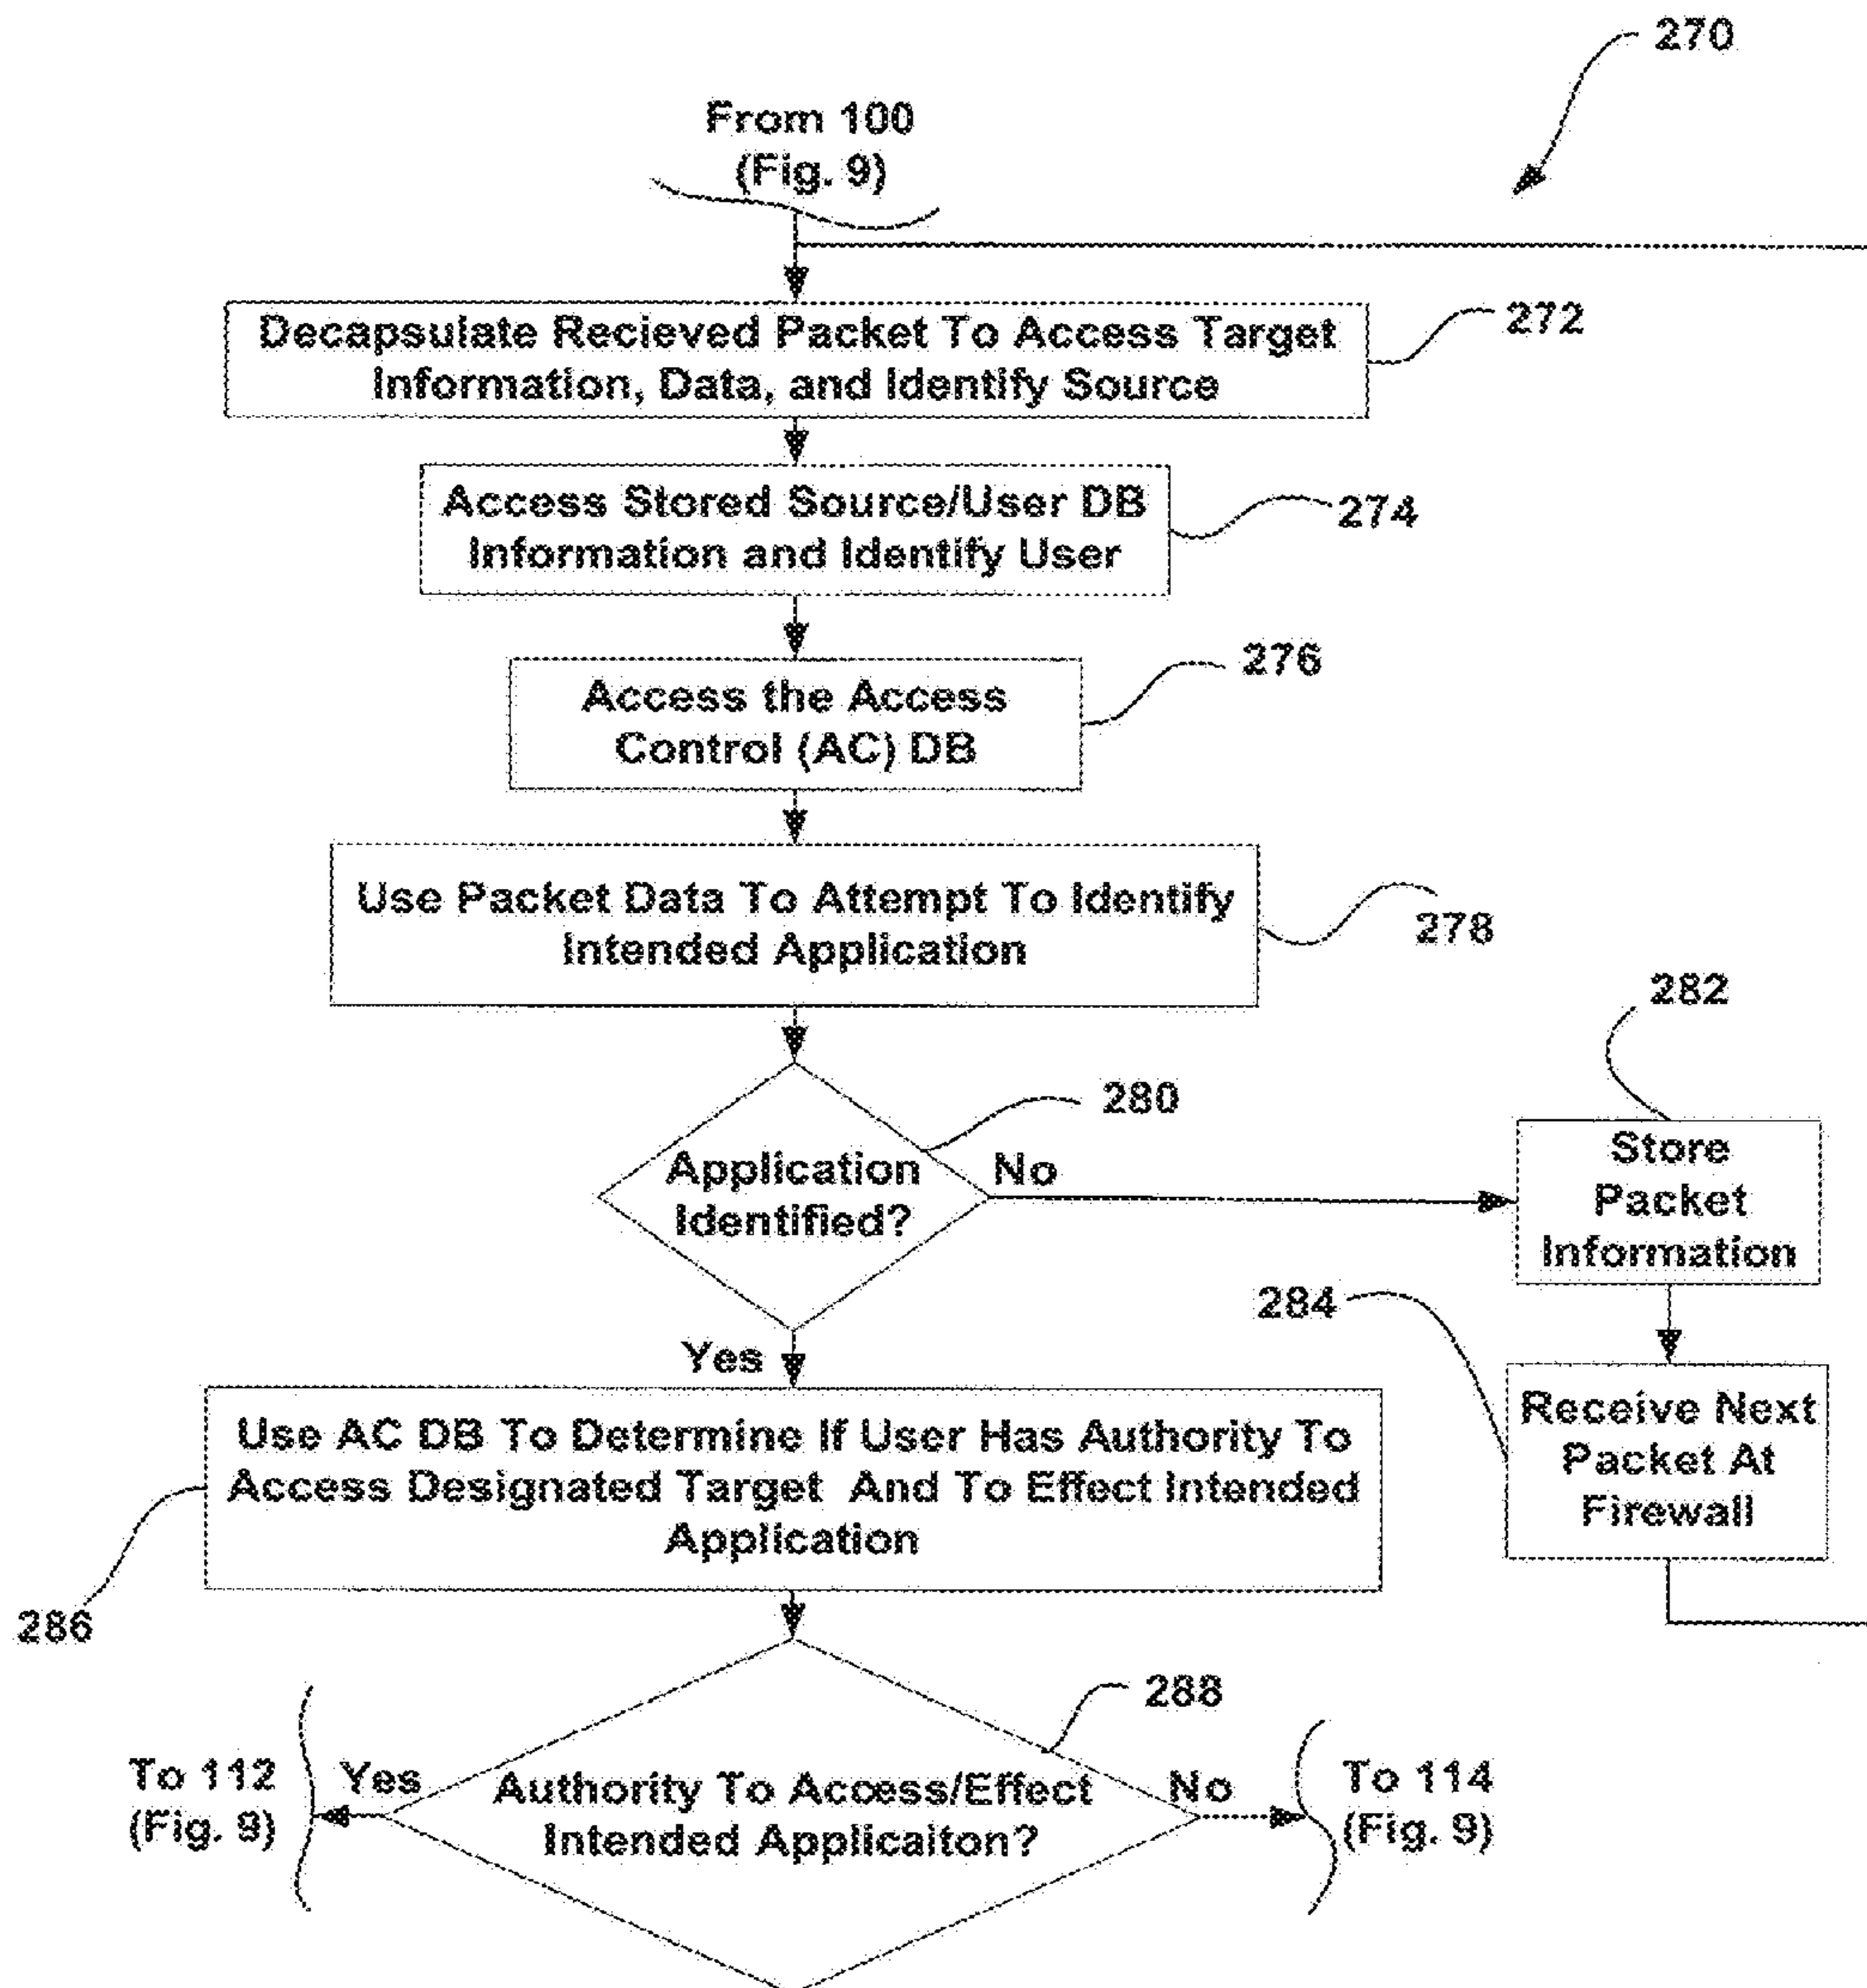 270
From 100
(Fig. 9)
Decapsulate Recieved Packet To Access Target
Information, Data, and Identify Source
272
Access Stored Source/User DB
Information and Identify User
274
Access the Access
Control (AC) DB
276
Use Packet Data To Attempt To Identify
Intended Application
278
Application
Identified?
280
No
Store
Packet
Information
282
Receive Next
Packet At
Firewall
284
Yes
Use AC DB To Determine If User Has Authority To
Access Designated Target And To Effect Intended
Application
286
Authority To Access/Effect
Intended Applicaiton?
288
Yes
To 112
(Fig. 9)
No
To 114
(Fig. 9)